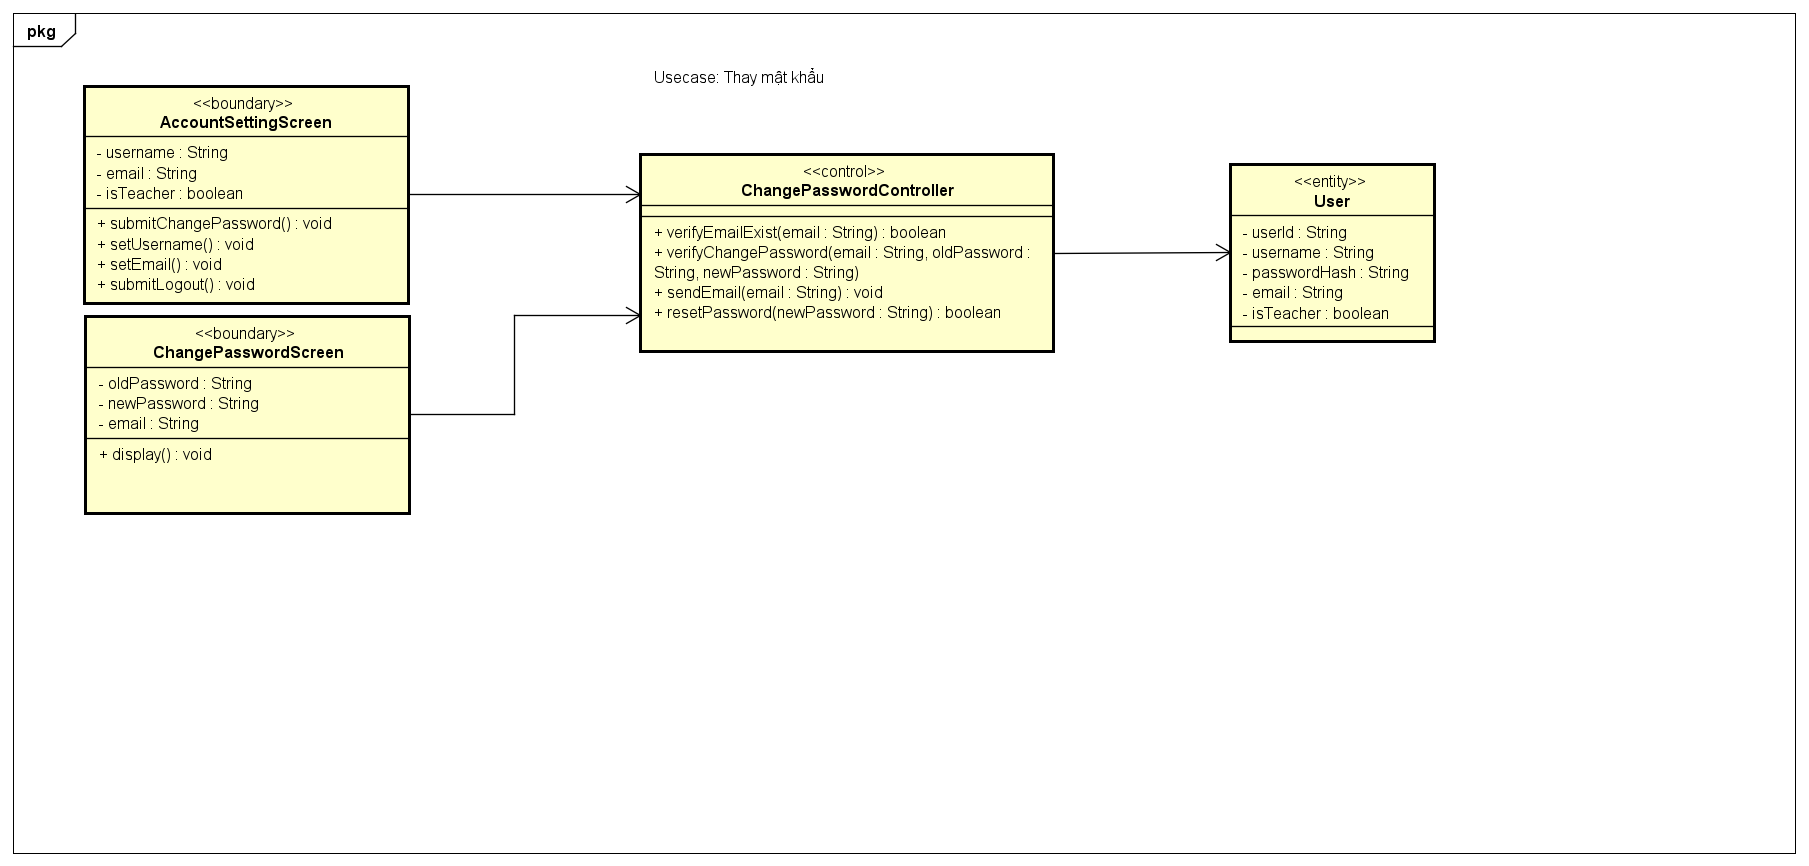 pkg
Usecase: Thay mật khẩu
<<boundary>>
AccountSettingScreen
- username : String
- email : String
- isTeacher : boolean
+ submitChangePassword() : void
+ setUsername() : void
+ setEmail() : void
+ submitLogout() : void
<<boundary>>
ChangePasswordScreen
- oldPassword : String
- newPassword : String
- email : String
+ display() : void
<<control>>
ChangePasswordController
+ verifyEmailExist(email : String) : boolean
+ verifyChangePassword(email : String, oldPassword :
String, newPassword : String)
+ sendEmail(email : String) : void
+ resetPassword(newPassword : String) : boolean
<<entity>>
User
- userId : String
- username : String
- passwordHash : String
- email : String
- isTeacher : boolean